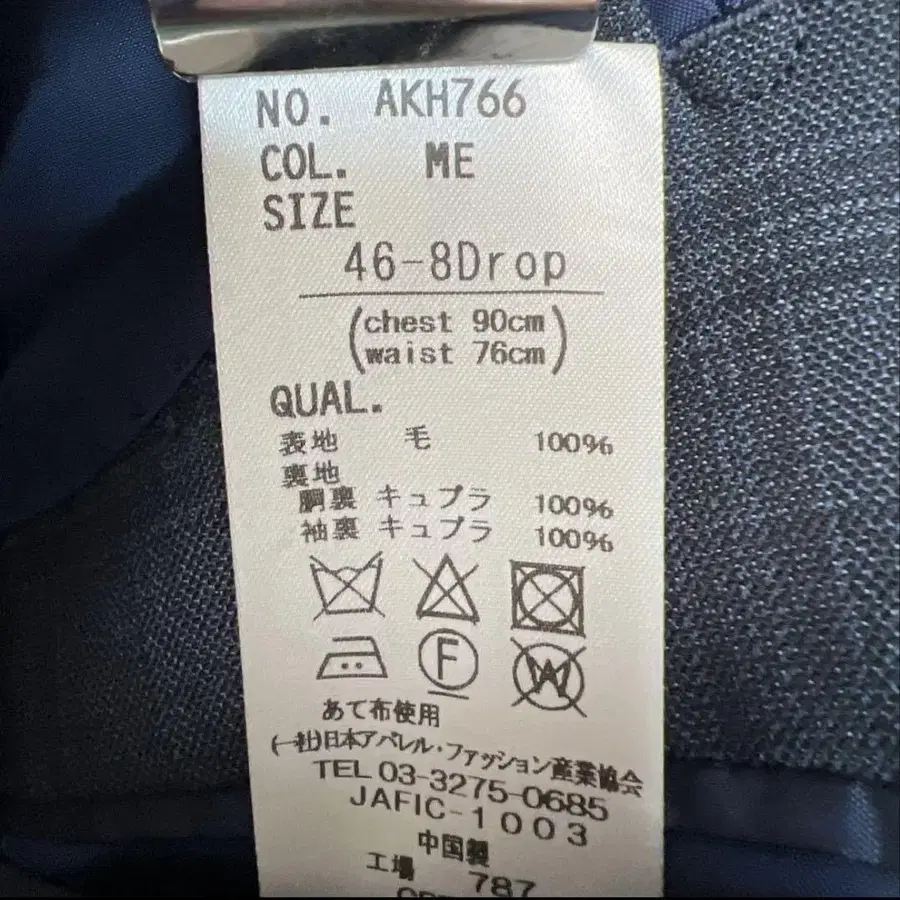 NO. AKH766
COL. ME
SIZE
46-8Drop
(chest 90cm
waist 76cm)
QUAL.
表地 毛 100%
裏地
胴裏 キュプラ 100%
袖裏 キュプラ 100%
F W
あて布使用
(一社)日本アパレル・ファッション産業協会
TEL 03-3275-0685
JAFIC-1003
中国製
工場 787